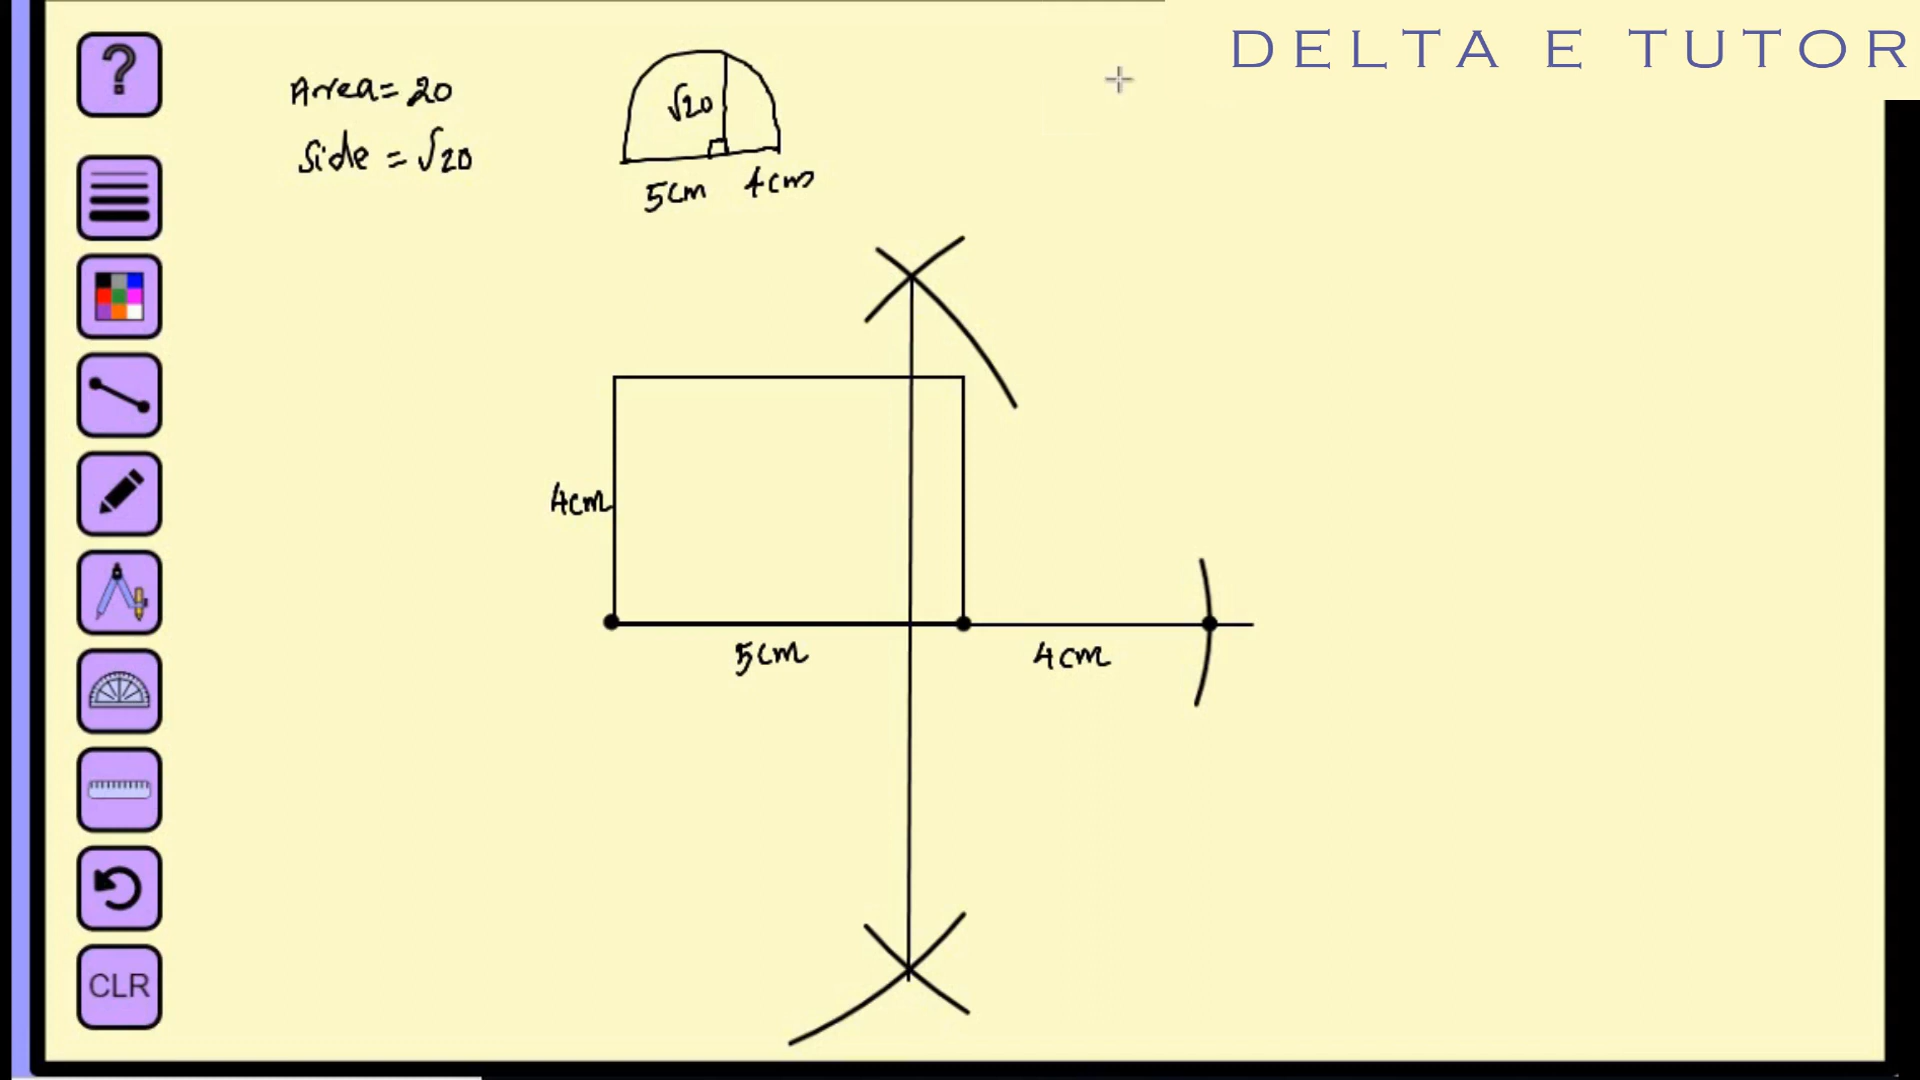 DELTA E TUTOR
?
Area = 20
Side = √20
√20
5cm 4cm
4cm
5cm 4cm
CLR